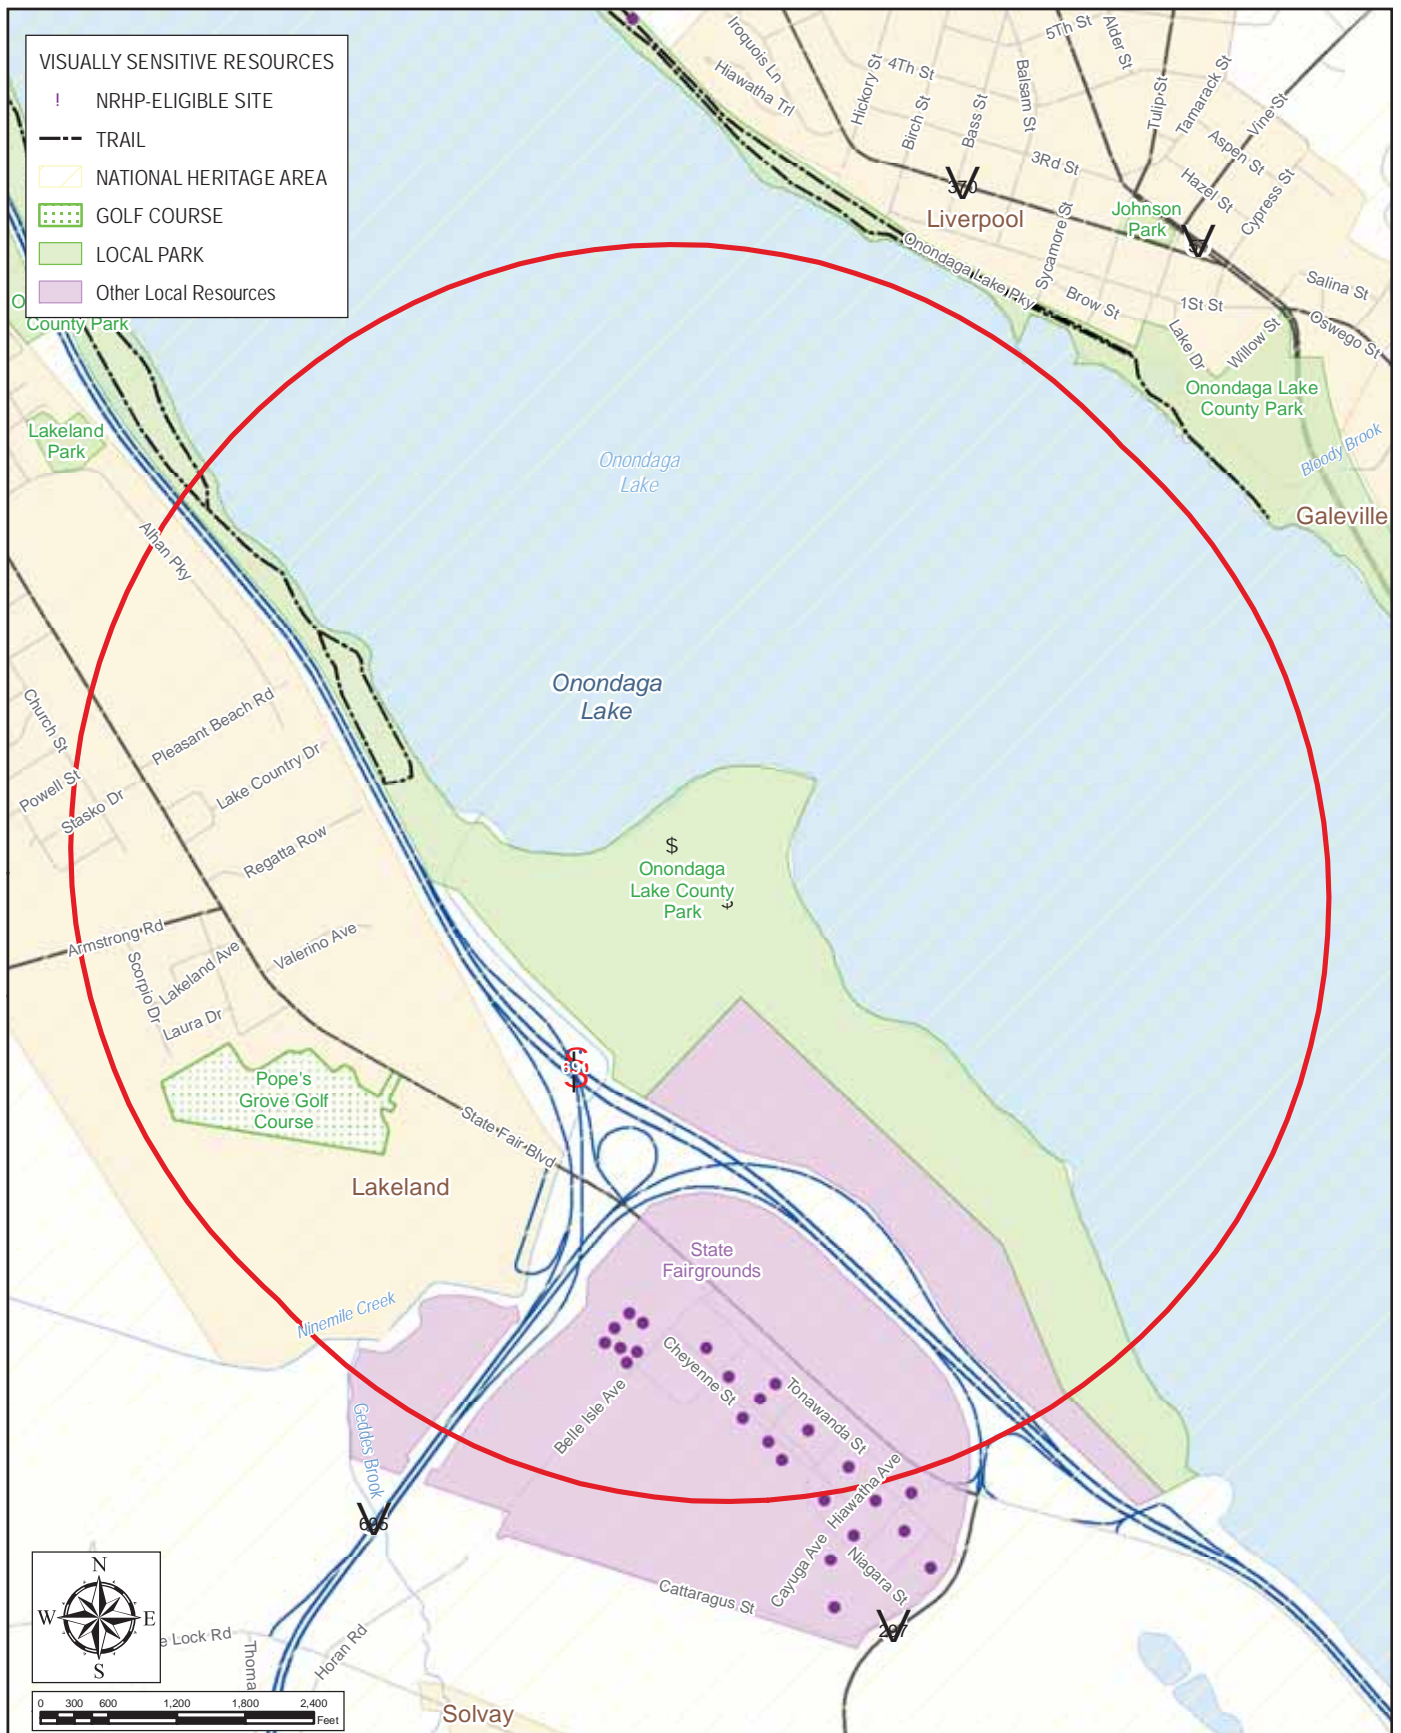 VISUALLY SENSITIVE RESOURCES
! NRHP-ELIGIBLE SITE
TRAIL
NATIONAL HERITAGE AREA
GOLF COURSE
LOCAL PARK
Other Local Resources
Iroquois Ln
Hiawatha Trl
Hickory St
4Th St
Birch St
Bass St
Balsam St
5Th St
Alder St
Tulip St
Tamarack St
Vine St
Aspen St
3Rd St
Hazel St
Cypress St
V
370
Liverpool
Johnson
Park
V
Sycamore St
Onondaga Lake Pky
Brow St
1St St
Lake Dr
Willow St
Salina St
Oswego St
O
County Park
Onondaga Lake
County Park
Bloody Brook
Galeville
Lakeland
Park
Onondaga
Lake
Alhan Pky
Onondaga
Lake
Church St
Pleasant Beach Rd
Lake Country Dr
Powell St
Stasko Dr
Regatta Row
$
Onondaga
Lake County
Park
$
Armstrong Rd
Scorpio Dr
Lakeland Ave
Valerino Ave
Laura Dr
$
690
Pope's
Grove Golf
Course
State Fair Blvd
Lakeland
State
Fairgrounds
Ninemile Creek
Cheyenne St
Belle Isle Ave
Tonawanda St
Geddes Brook
Hiawatha Ave
V
695
Cayuga Ave
Niagara St
Cattaragus St
V
297
N
W E
S
e Lock Rd
Thoma
Horan Rd
Solvay
0 300 600 1,200 1,800 2,400
Feet